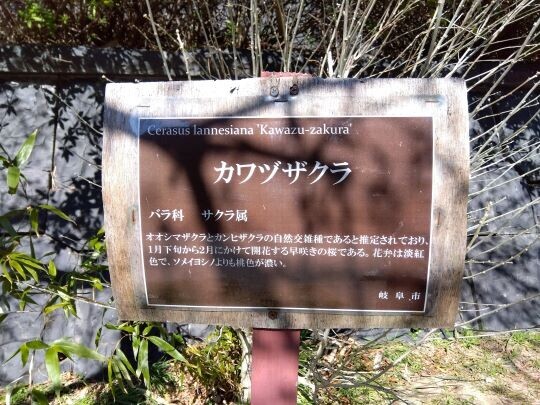 Cerasus lannesiana 'Kawazu-zakura'
カワヅザクラ
バラ科　サクラ属
オオシマザクラとカンヒザクラの自然交雑種であると推定されており、
1月下旬から2月にかけて開花する早咲きの桜である。花弁は淡紅
色で、ソメイヨシノよりも桃色が濃い。
岐阜市